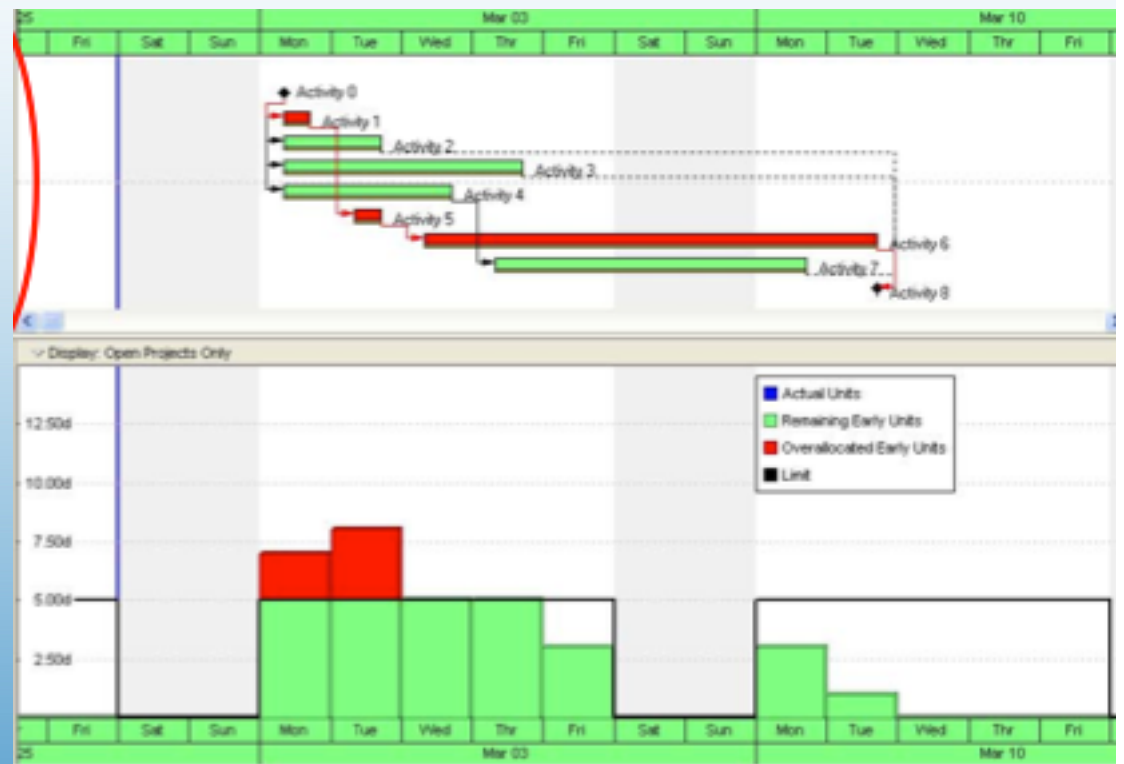 25 Mar 03 Mar 10
Fri Sat Sun Mon Tue Wed Thr Fri Sat Sun Mon Tue Wed Thr Fri
Activity 0
Activity 1
Activity 2
Activity 3
Activity 4
Activity 5
Activity 6
Activity 7
Activity 8
Display: Open Projects Only
Actual Units
Remaining Early Units
Overallocated Early Units
Limit
12.50d
10.00d
7.50d
5.00d
2.50d
Fri Sat Sun Mon Tue Wed Thr Fri Sat Sun Mon Tue Wed Thr Fri
25 Mar 03 Mar 10